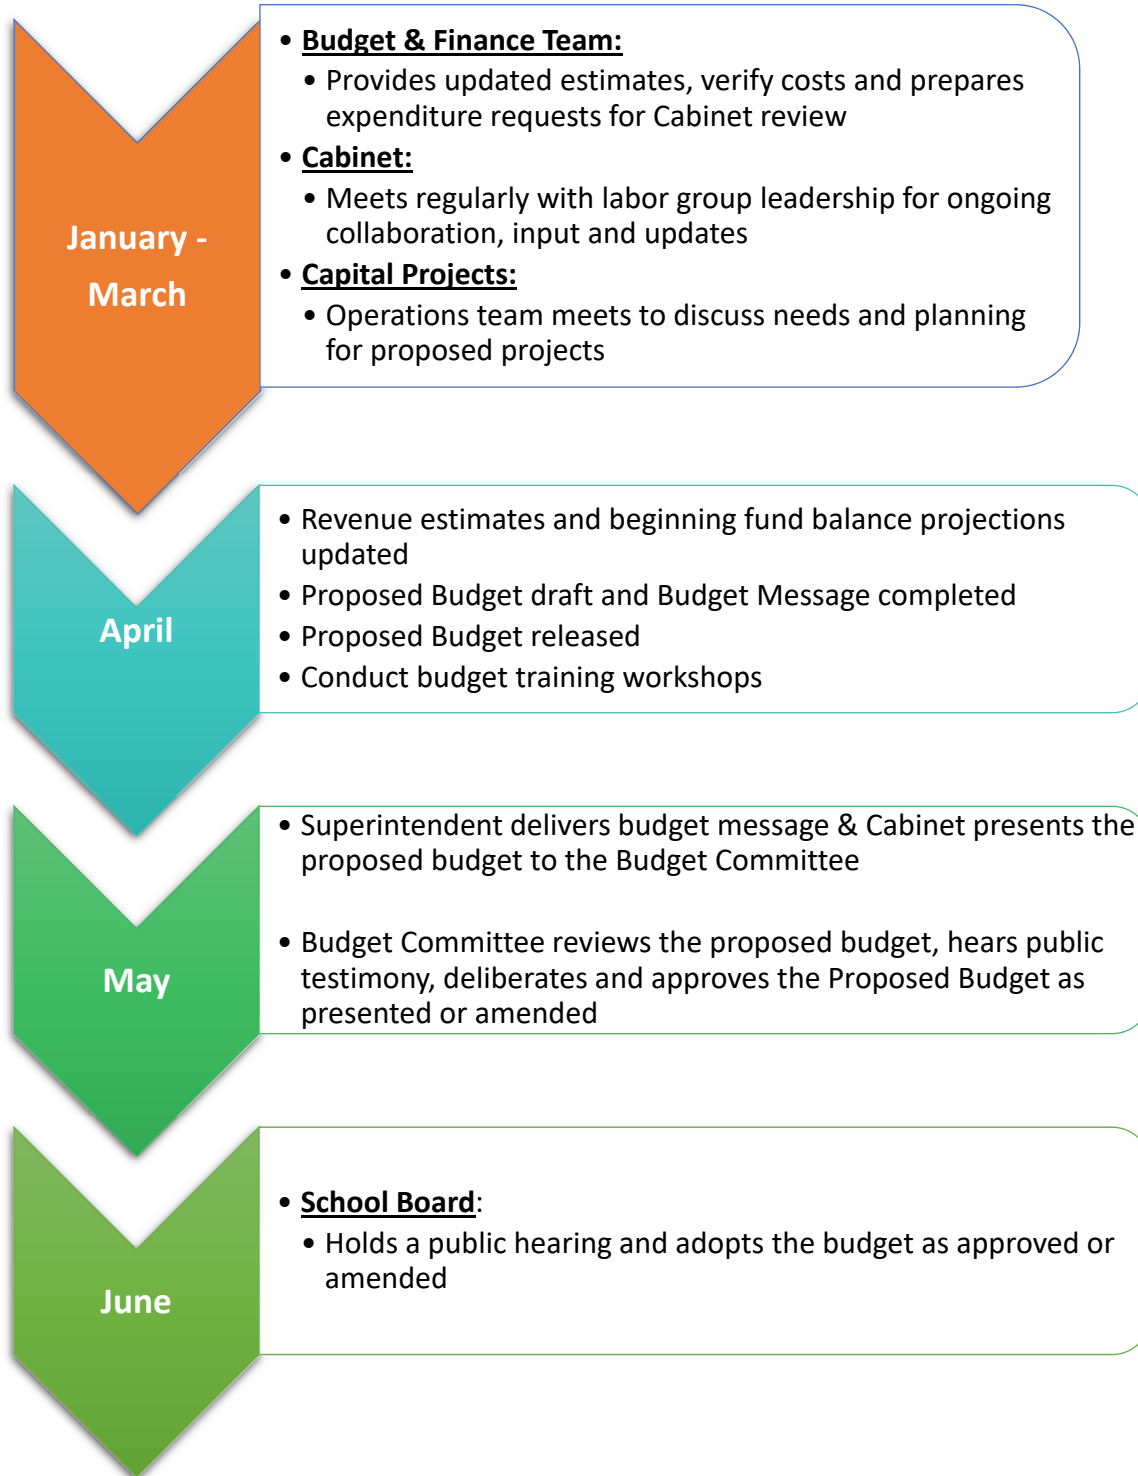 January -
March
• Budget & Finance Team:
• Provides updated estimates, verify costs and prepares
expenditure requests for Cabinet review
• Cabinet:
• Meets regularly with labor group leadership for ongoing
collaboration, input and updates
• Capital Projects:
• Operations team meets to discuss needs and planning
for proposed projects
April
• Revenue estimates and beginning fund balance projections
updated
• Proposed Budget draft and Budget Message completed
• Proposed Budget released
• Conduct budget training workshops
May
• Superintendent delivers budget message & Cabinet presents the
proposed budget to the Budget Committee
• Budget Committee reviews the proposed budget, hears public
testimony, deliberates and approves the Proposed Budget as
presented or amended
June
• School Board:
• Holds a public hearing and adopts the budget as approved or
amended